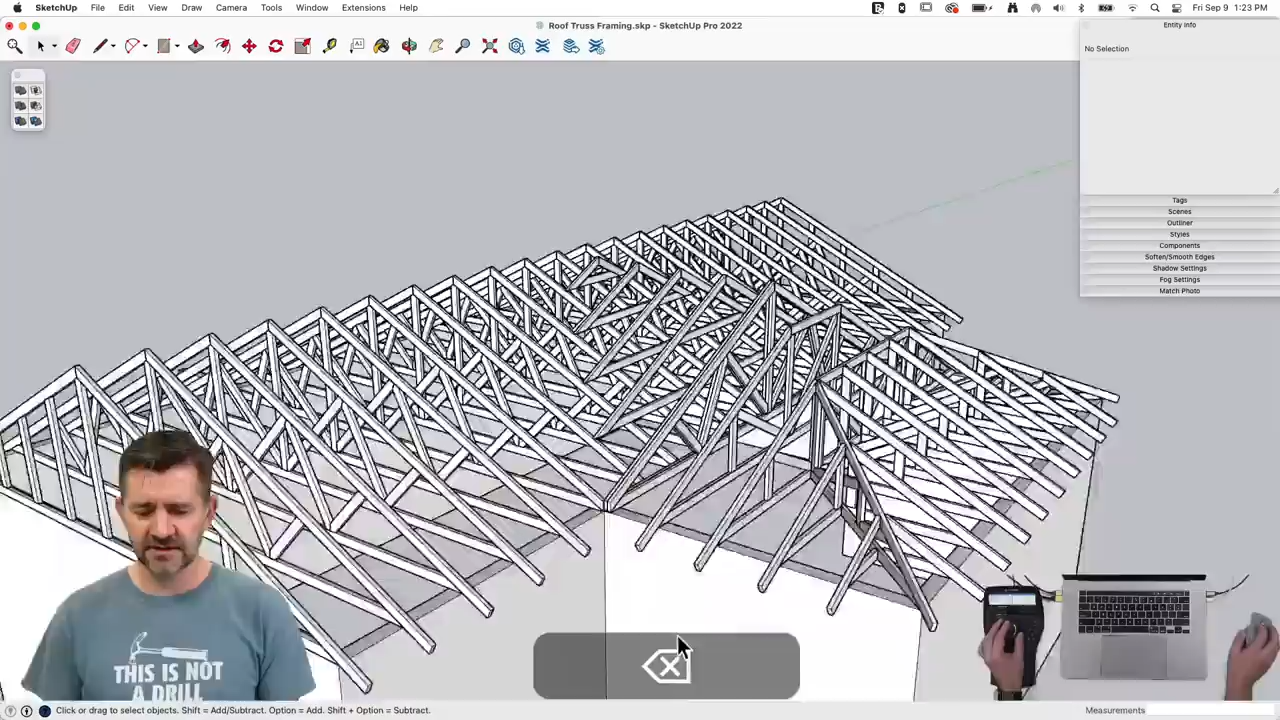 SketchUp File Edit View Draw Camera Tools Window Extensions Help Fri Sep 9 1:23 PM
Roof Truss Framing.skp - SketchUp Pro 2022
Entity Info
No Selection
Tags
Scenes
Outliner
Styles
Components
Soften/Smooth Edges
Shadow Settings
Fog Settings
Match Photo
THIS IS NOT
A DRILL
Click or drag to select objects. Shift = Add/Subtract. Option = Add. Shift + Option = Subtract.
Measurements